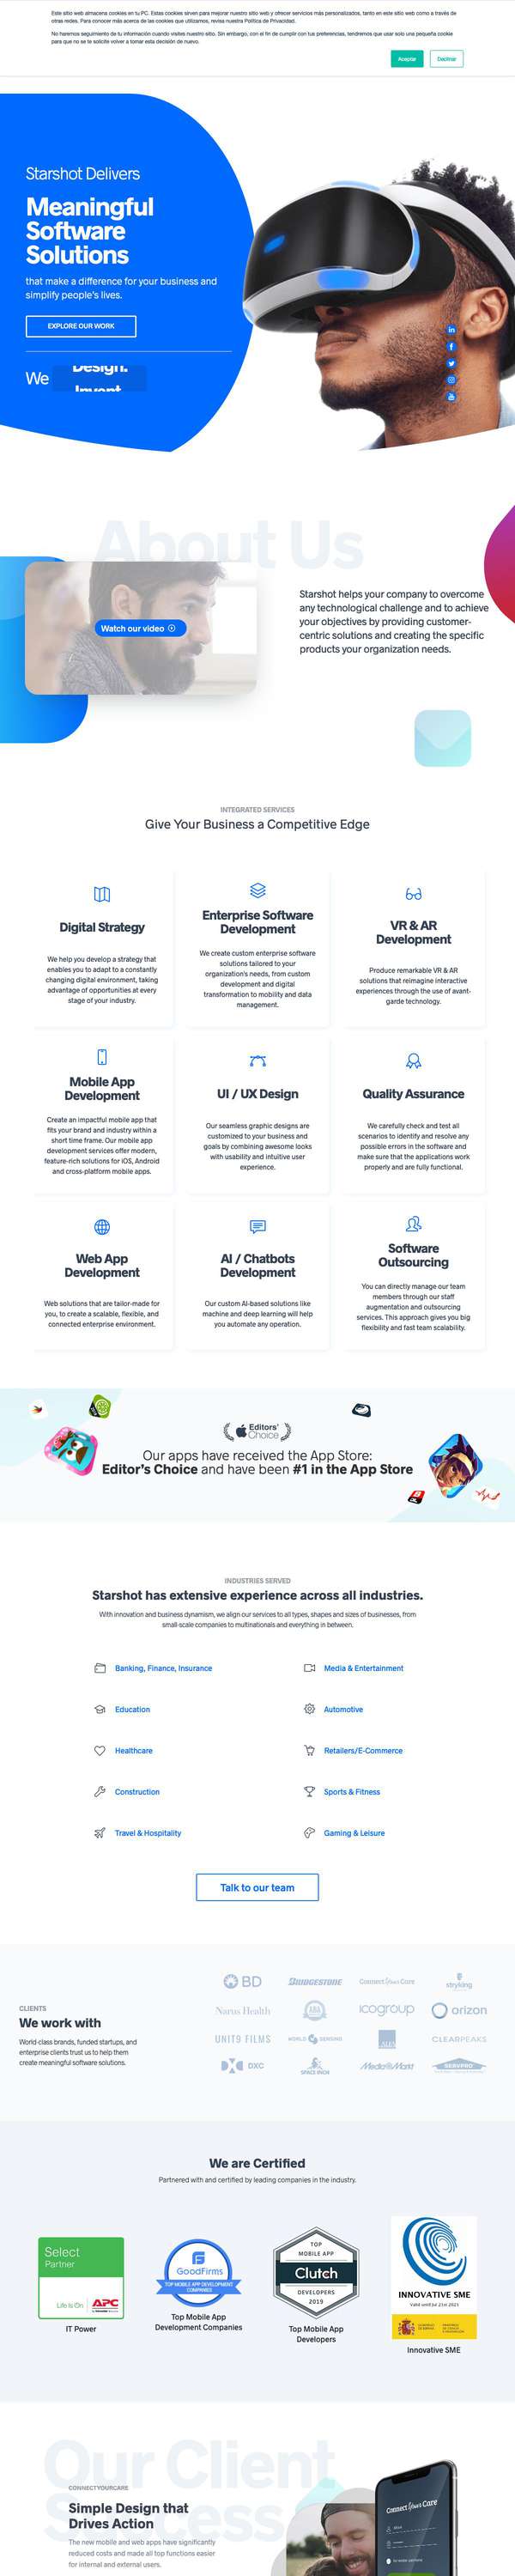 Este sitio web almacena cookies en tu PC. Estas cookies sirven para mejorar nuestro sitio web y ofrecer servicios más personalizados, tanto en este sitio web como a través de
otras redes. Para conocer más acerca de las cookies que utilizamos, revisa nuestra Política de Privacidad.
No haremos seguimiento de tu información cuando visites nuestro sitio. Sin embargo, con el fin de cumplir con tus preferencias, tendremos que usar solo una pequeña cookie
para que no se te solicite volver a tomar esta decisión de nuevo.
Aceptar
Declinar
Starshot Delivers
Meaningful
Software
Solutions
that make a difference for your business and
simplify people's lives.
EXPLORE OUR WORK
We
Design.
Invent
About Us
Watch our video
Starshot helps your company to overcome
any technological challenge and to achieve
your objectives by providing customer-
centric solutions and creating the specific
products your organization needs.
INTEGRATED SERVICES
Give Your Business a Competitive Edge
Digital Strategy
We help you develop a strategy that
enables you to adapt to a constantly
changing digital environment, taking
advantage of opportunities at every
stage of your industry.
Enterprise Software
Development
We create custom enterprise software
solutions tailored to your
organization's needs, from custom
development and digital
transformation to mobility and data
management.
VR & AR
Development
Produce remarkable VR & AR
solutions that reimagine interactive
experiences through the use of avant-
garde technology.
Mobile App
Development
Create an impactful mobile app that
fits your brand and industry within a
short time frame. Our mobile app
development services offer modern,
feature-rich solutions for iOS, Android
and cross-platform mobile apps.
UI / UX Design
Our seamless graphic designs are
customized to your business and
goals by combining awesome looks
with usability and intuitive user
experience.
Quality Assurance
We carefully check and test all
scenarios to identify and resolve any
possible errors in the software and
make sure that the applications work
properly and are fully functional.
Web App
Development
Web solutions that are tailor-made for
you, to create a scalable, flexible, and
connected enterprise environment.
AI / Chatbots
Development
Our custom AI-based solutions like
machine and deep learning will help
you automate any operation.
Software
Outsourcing
You can directly manage our team
members through our staff
augmentation and outsourcing
services. This approach gives you big
flexibility and fast team scalability.
Editors'
Choice
Our apps have received the App Store:
Editor's Choice and have been #1 in the App Store
INDUSTRIES SERVED
Starshot has extensive experience across all industries.
With innovation and business dynamism, we align our services to all types, shapes and sizes of businesses, from
small-scale companies to multinationals and everything in between.
Banking, Finance, Insurance
Media & Entertainment
Education
Automotive
Healthcare
Retailers/E-Commerce
Construction
Sports & Fitness
Travel & Hospitality
Gaming & Leisure
Talk to our team
CLIENTS
We work with
World-class brands, funded startups, and
enterprise clients trust us to help them
create meaningful software solutions.
BD
BRIDGESTONE
Connect Your Care
stryking
Narus Health
icogroup
orizon
UNIT9 FILMS
WORLD SENSING
CLEARPEAKS
DXC
SPACE INCH
MediaMarkt
SERVPRO
We are Certified
Partnered with and certified by leading companies in the industry.
Select
Partner
Life Is On
APC
IT Power
GoodFirms
TOP MOBILE APP DEVELOPMENT
COMPANIES
Top Mobile App
Development Companies
TOP
MOBILE APP
Clutch
DEVELOPERS
2019
Top Mobile App
Developers
INNOVATIVE SME
Valid until Jul 21st 2021
Innovative SME
Our Client
CONNECTYOURCARE
Simple Design that
Drives Action
The new mobile and web apps have significantly
reduced costs and made all top functions easier
for internal and external users.
Connect Your Care